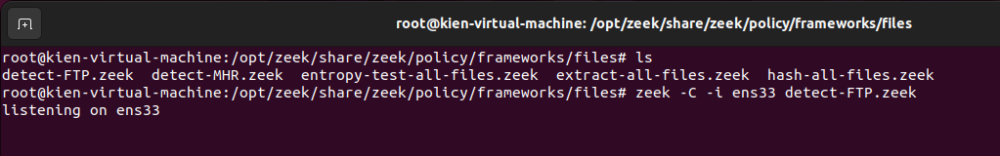 root@kien-virtual-machine: /opt/zeek/share/zeek/policy/frameworks/files
root@kien-virtual-machine:/opt/zeek/share/zeek/policy/frameworks/files# ls
detect-FTP.zeek  detect-MHR.zeek  entropy-test-all-files.zeek  extract-all-files.zeek  hash-all-files.zeek
root@kien-virtual-machine:/opt/zeek/share/zeek/policy/frameworks/files# zeek -C -i ens33 detect-FTP.zeek
listening on ens33